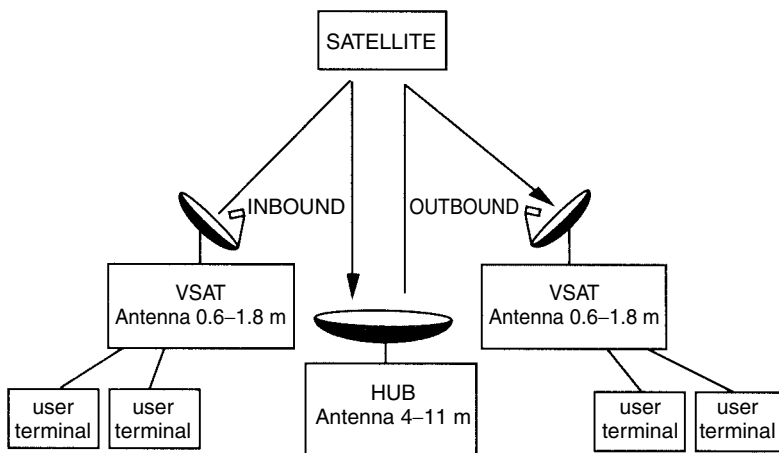 SATELLITE
INBOUND
OUTBOUND
VSAT
Antenna 0.6–1.8 m
VSAT
Antenna 0.6–1.8 m
HUB
Antenna 4–11 m
user
terminal
user
terminal
user
terminal
user
terminal